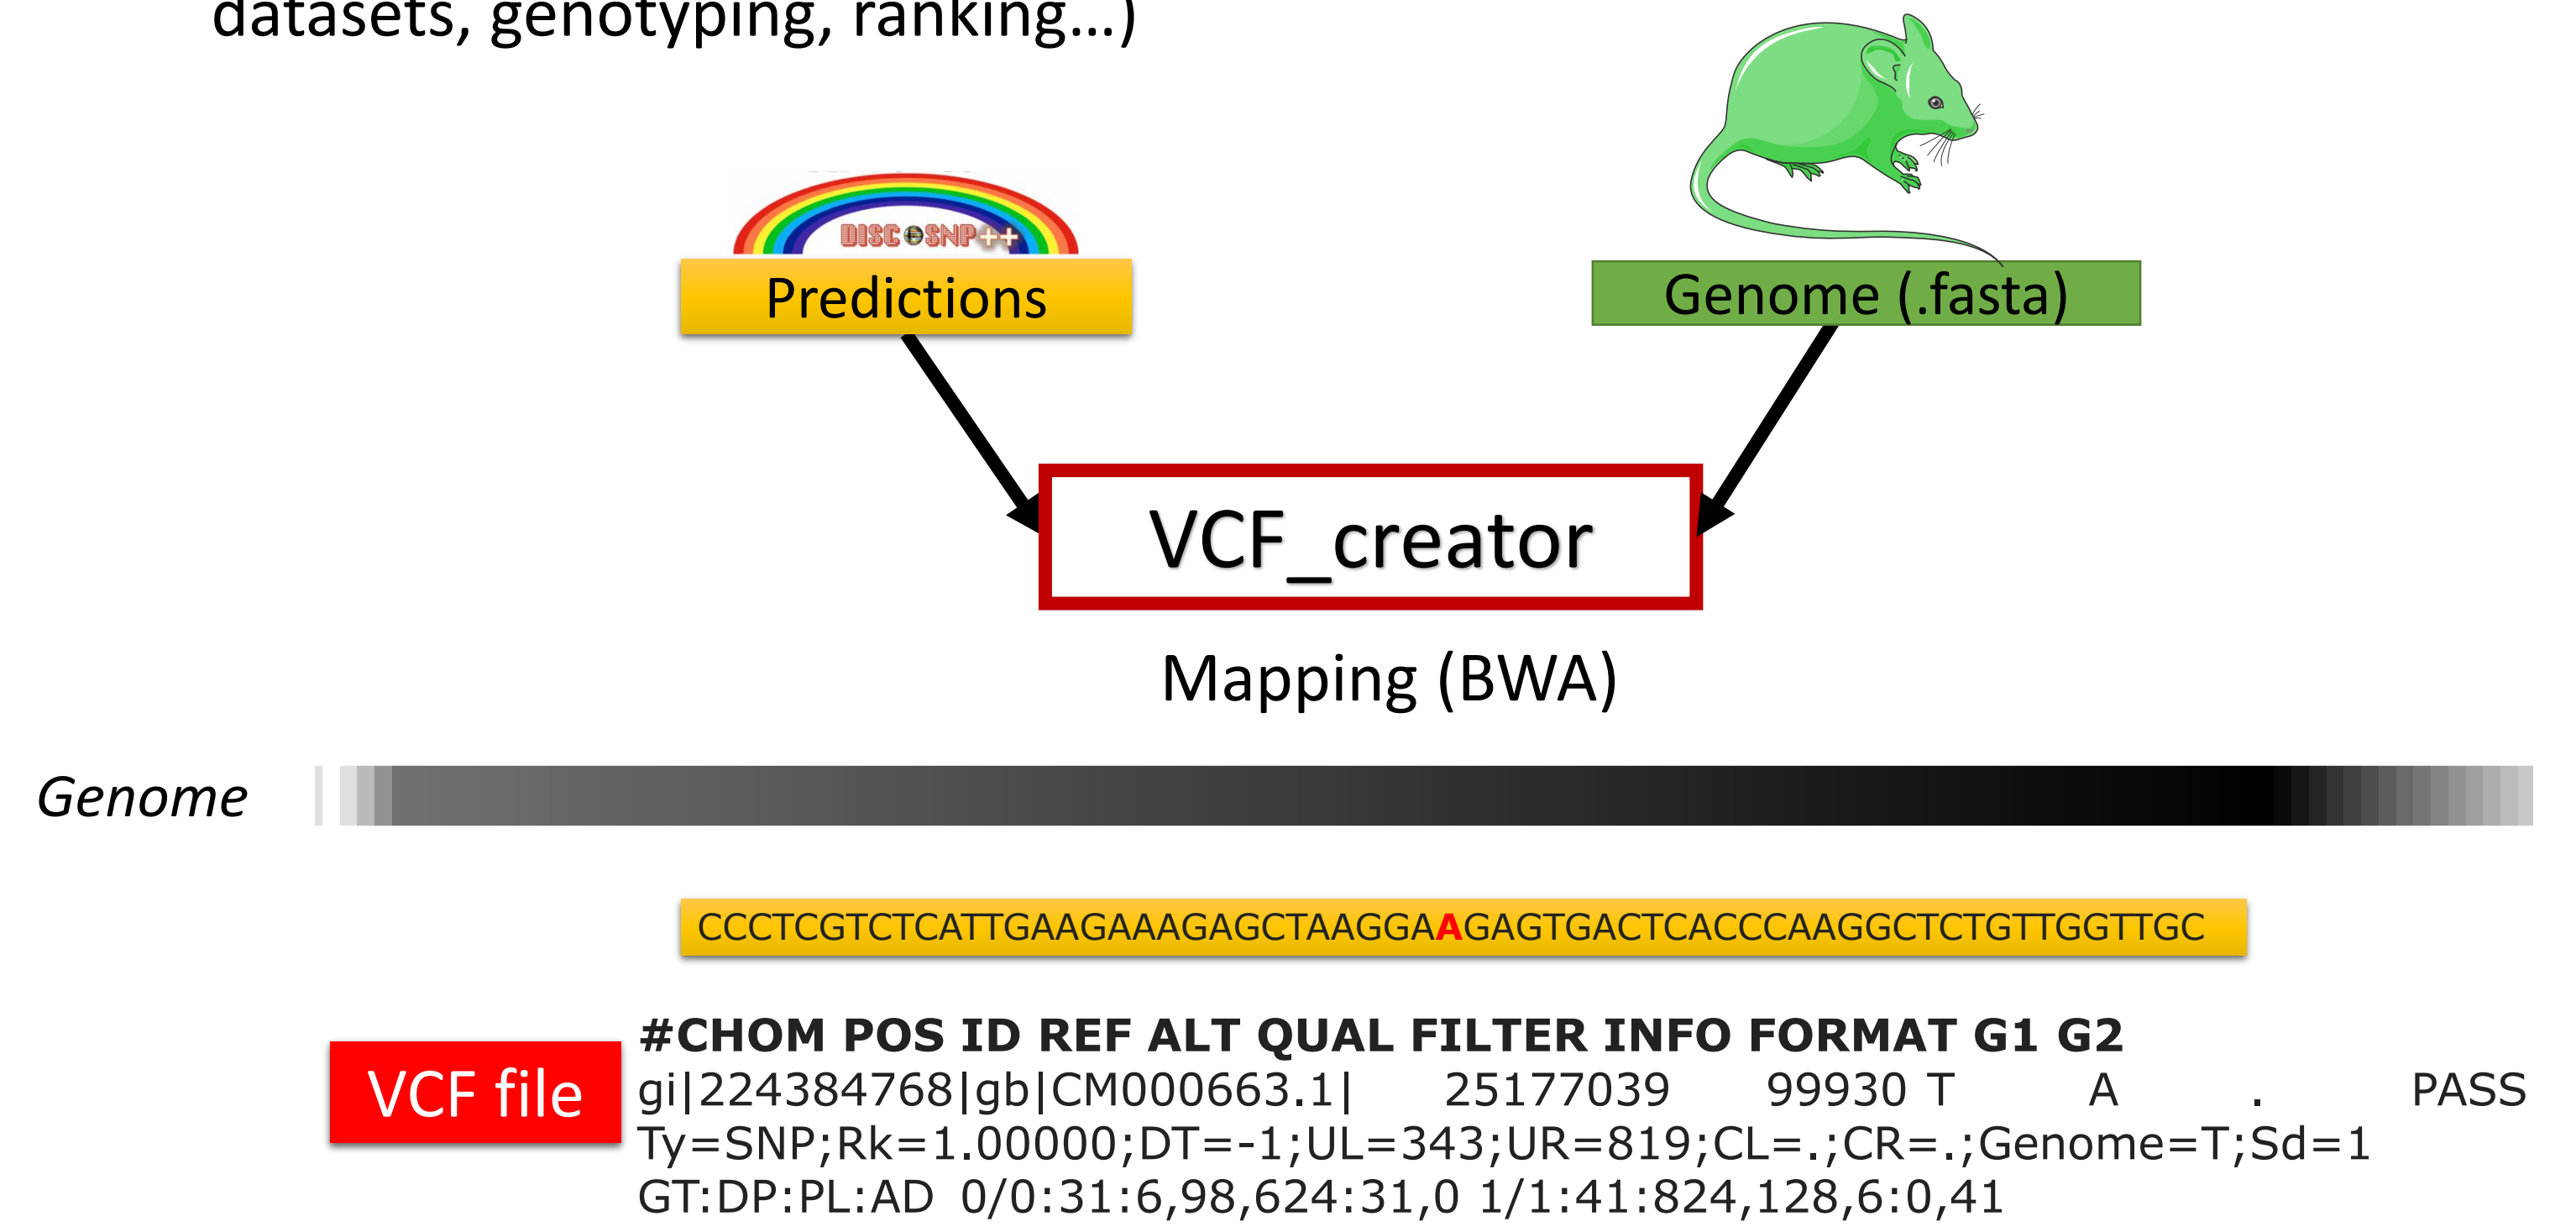 datasets, genotyping, ranking…)
DISCOSNP++
Predictions
Genome (.fasta)
VCF_creator
Mapping (BWA)
Genome
CCCTCGTCTCATTGAAGAAAGAGCTAAGGAAGAGTGACTCACCCAAGGCTCTGTTGGTTGC
VCF file
#CHOM POS ID REF ALT QUAL FILTER INFO FORMAT G1 G2
gi|224384768|gb|CM000663.1| 25177039 99930 T A . PASS
Ty=SNP;Rk=1.00000;DT=-1;UL=343;UR=819;CL=.;CR=.;Genome=T;Sd=1
GT:DP:PL:AD 0/0:31:6,98,624:31,0 1/1:41:824,128,6:0,41